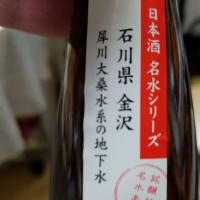 日本酒 名水シリーズ
石川県 金沢
犀川大桑水系の地下水